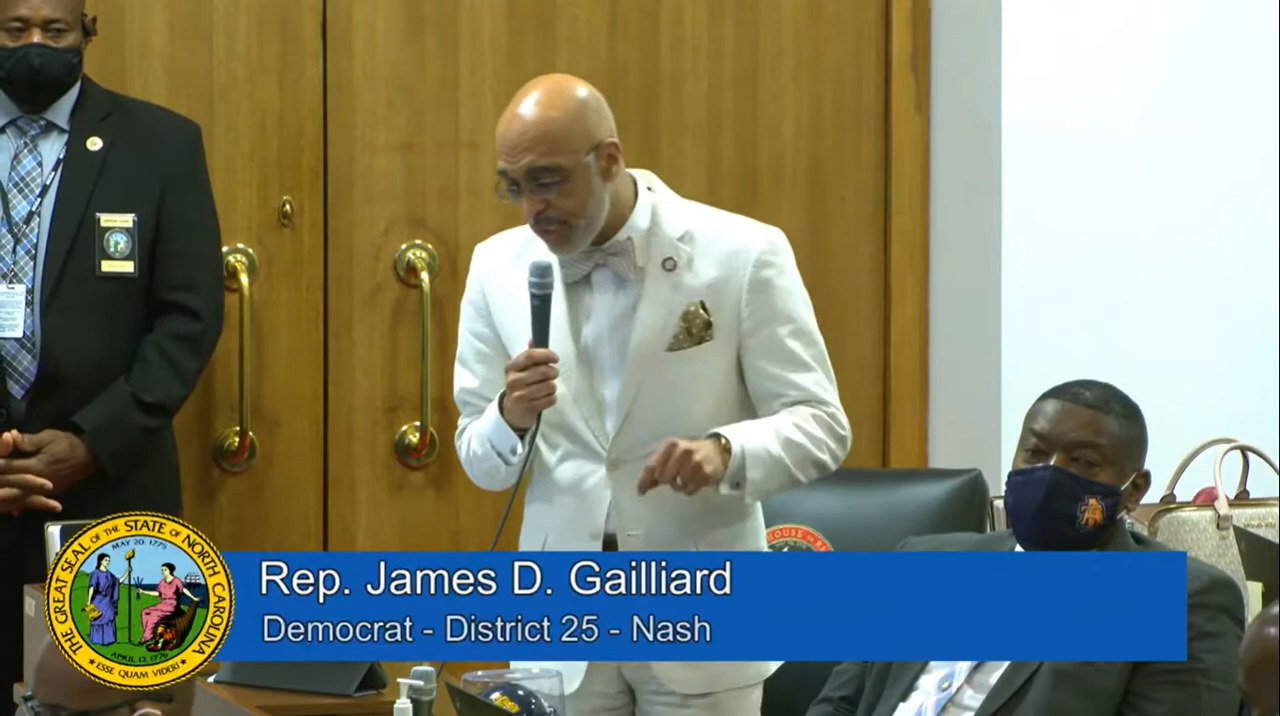 Rep. James D. Gailliard
Democrat - District 25 - Nash
THE GREAT SEAL OF THE STATE OF NORTH CAROLINA
MAY 20, 1775
APRIL 12, 1776
★ ESSE QUAM VIDERI ★
HOUSE